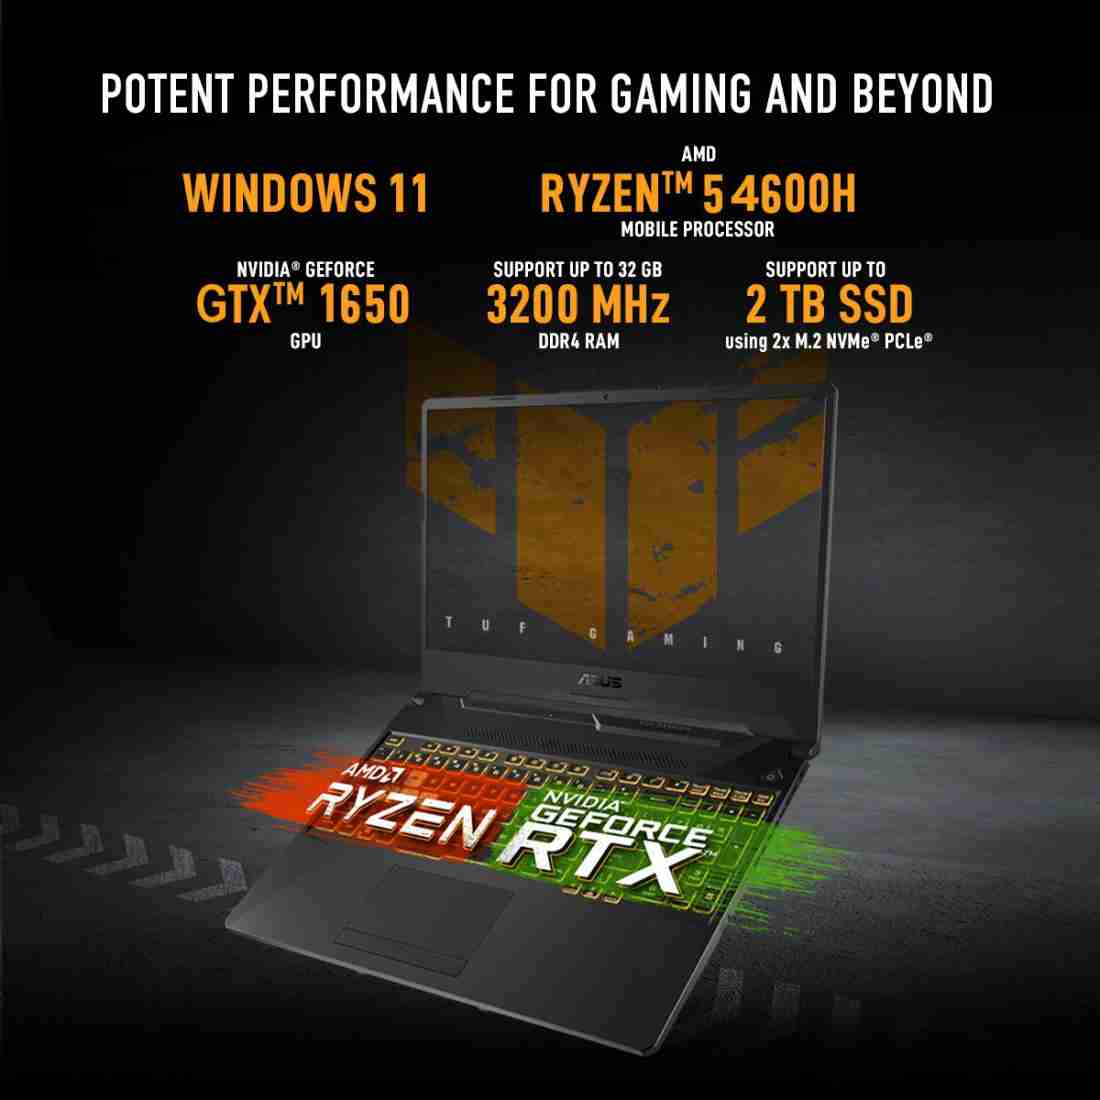 POTENT PERFORMANCE FOR GAMING AND BEYOND
WINDOWS 11
AMD
RYZEN™ 5 4600H
MOBILE PROCESSOR
NVIDIA® GEFORCE
GTX™ 1650
GPU
SUPPORT UP TO 32 GB
3200 MHz
DDR4 RAM
SUPPORT UP TO
2 TB SSD
using 2x M.2 NVMe® PCLe®
TUF GAMING
ASUS
AMD
RYZEN
NVIDIA
GEFORCE
RTX™